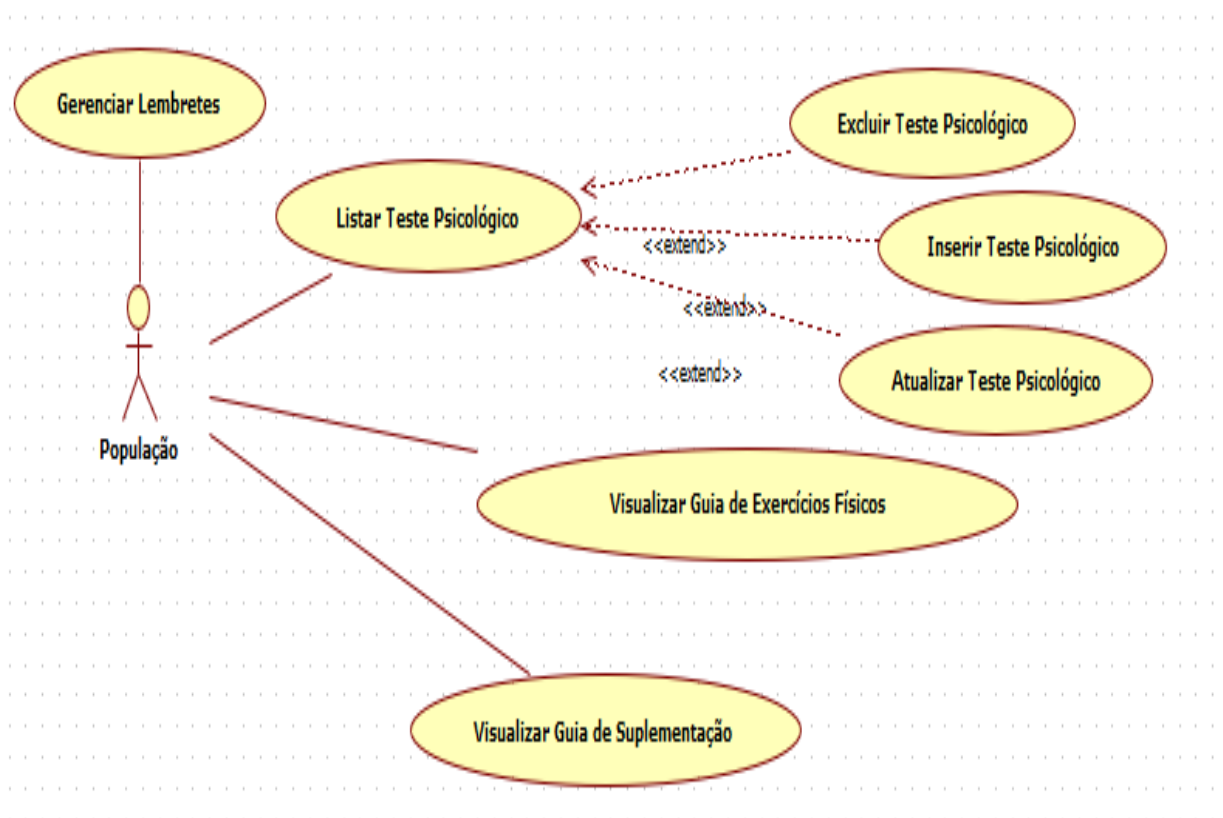 Gerenciar Lembretes
Excluir Teste Psicológico
Listar Teste Psicológico
<<extend>>
Inserir Teste Psicológico
<<extend>>
<<extend>>
Atualizar Teste Psicológico
População
Visualizar Guia de Exercícios Físicos
Visualizar Guia de Suplementação